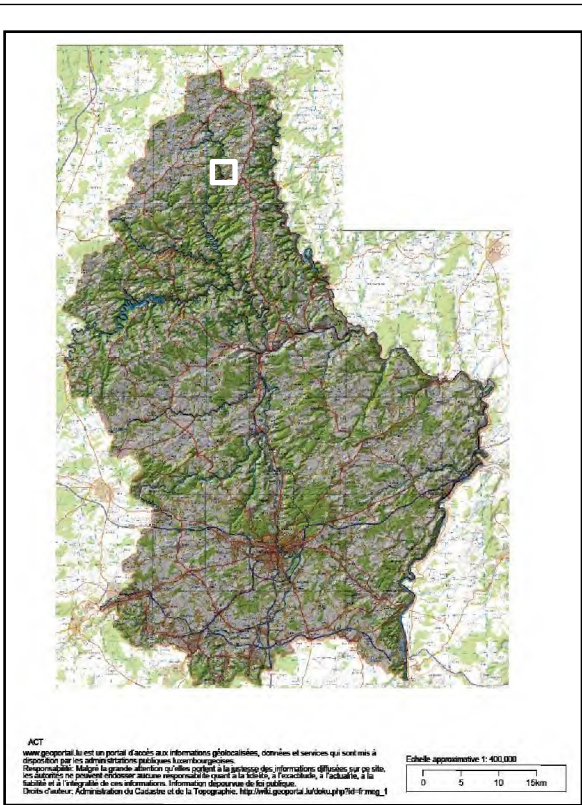 ACT
www.geoportal.lu est un portail d'accès aux informations géolocalisées, données et services qui sont mis à
disposition par les administrations publiques luxembourgeoises.
Responsabilité: Malgré la grande attention qu'elles portent à la justesse des informations diffusées sur ce site,
les autorités ne peuvent endosser aucune responsabilité quant à la fidélité, à l'exactitude, à l'actualité, à la
fiabilité et à l'intégralité de ces informations. Information dépourvue de foi publique.
Droits d'auteur: Administration du Cadastre et de la Topographie. http://wiki.geoportal.lu/doku.php?id=fr:mcg_1
Echelle approximative 1: 400,000
0 5 10 15km